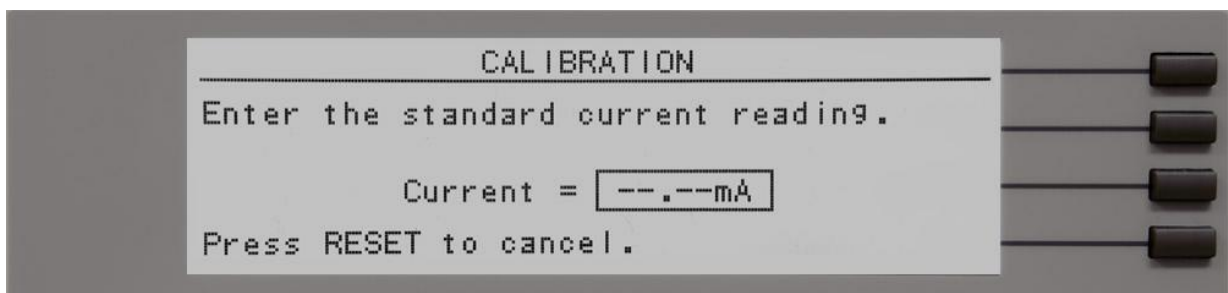 CALIBRATION
Enter the standard current reading.
Current = --.--mA
Press RESET to cancel.